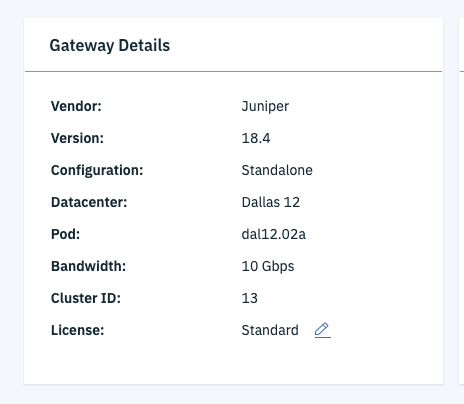 Gateway Details
Vendor: Juniper
Version: 18.4
Configuration: Standalone
Datacenter: Dallas 12
Pod: dal12.02a
Bandwidth: 10 Gbps
Cluster ID: 13
License: Standard